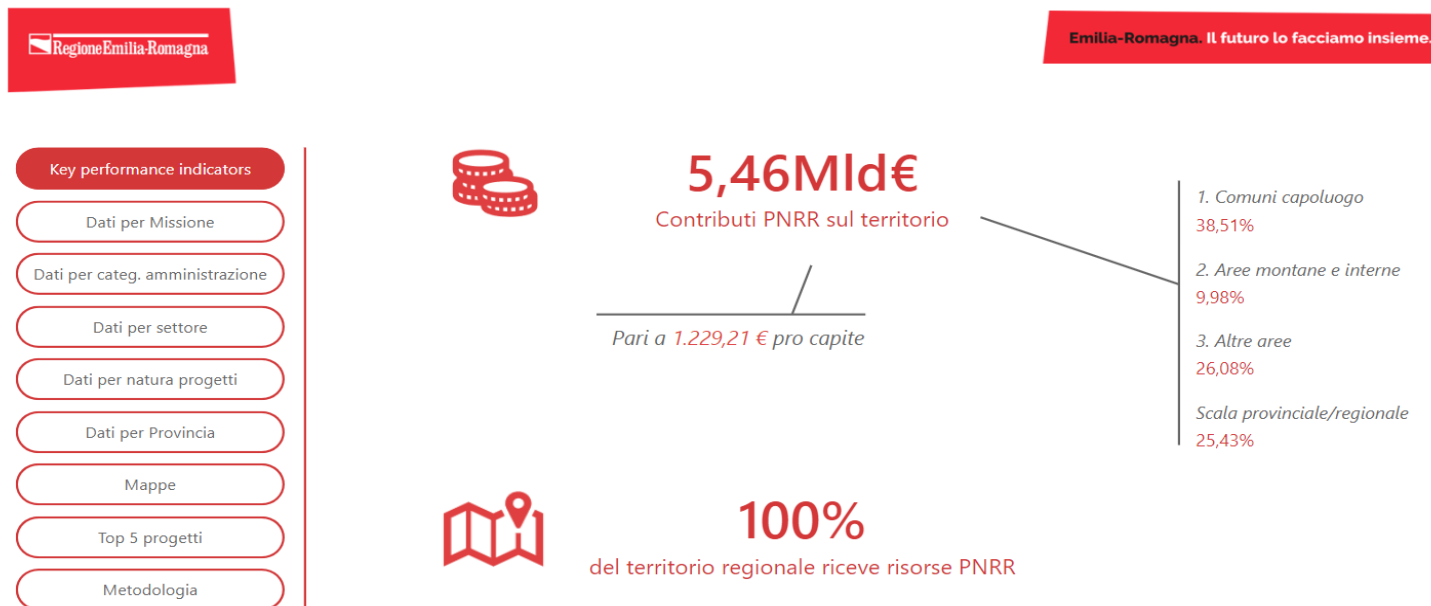 RegioneEmilia-Romagna
Emilia-Romagna. Il futuro lo facciamo insieme.
Key performance indicators
Dati per Missione
Dati per categ. amministrazione
Dati per settore
Dati per natura progetti
Dati per Provincia
Mappe
Top 5 progetti
Metodologia
5,46Mld€
Contributi PNRR sul territorio
Pari a 1.229,21 € pro capite
1. Comuni capoluogo
38,51%
2. Aree montane e interne
9,98%
3. Altre aree
26,08%
Scala provinciale/regionale
25,43%
100%
del territorio regionale riceve risorse PNRR